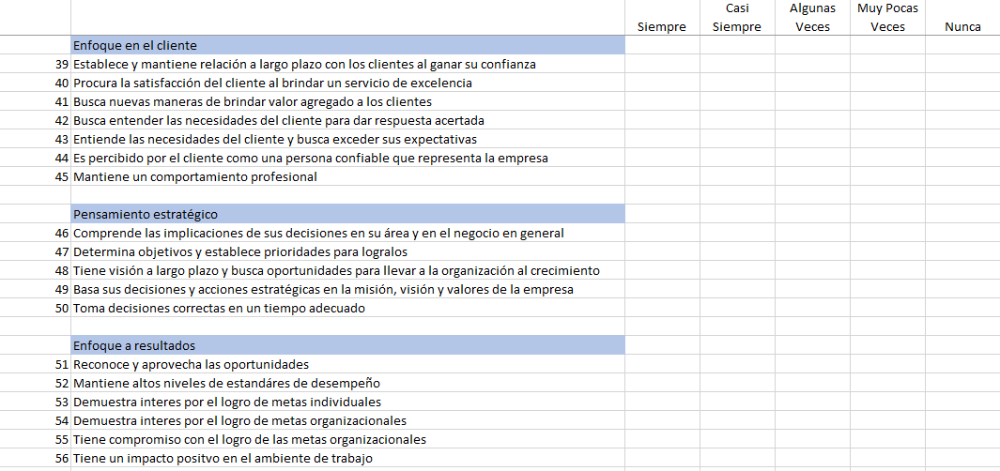 Siempre Casi Siempre Algunas Veces Muy Pocas Veces Nunca
Enfoque en el cliente
39 Establece y mantiene relación a largo plazo con los clientes al ganar su confianza
40 Procura la satisfacción del cliente al brindar un servicio de excelencia
41 Busca nuevas maneras de brindar valor agregado a los clientes
42 Busca entender las necesidades del cliente para dar respuesta acertada
43 Entiende las necesidades del cliente y busca exceder sus expectativas
44 Es percibido por el cliente como una persona confiable que representa la empresa
45 Mantiene un comportamiento profesional
Pensamiento estratégico
46 Comprende las implicaciones de sus decisiones en su área y en el negocio en general
47 Determina objetivos y establece prioridades para logralos
48 Tiene visión a largo plazo y busca oportunidades para llevar a la organización al crecimiento
49 Basa sus decisiones y acciones estratégicas en la misión, visión y valores de la empresa
50 Toma decisiones correctas en un tiempo adecuado
Enfoque a resultados
51 Reconoce y aprovecha las oportunidades
52 Mantiene altos niveles de estandáres de desempeño
53 Demuestra interes por el logro de metas individuales
54 Demuestra interes por el logro de metas organizacionales
55 Tiene compromiso con el logro de las metas organizacionales
56 Tiene un impacto positvo en el ambiente de trabajo